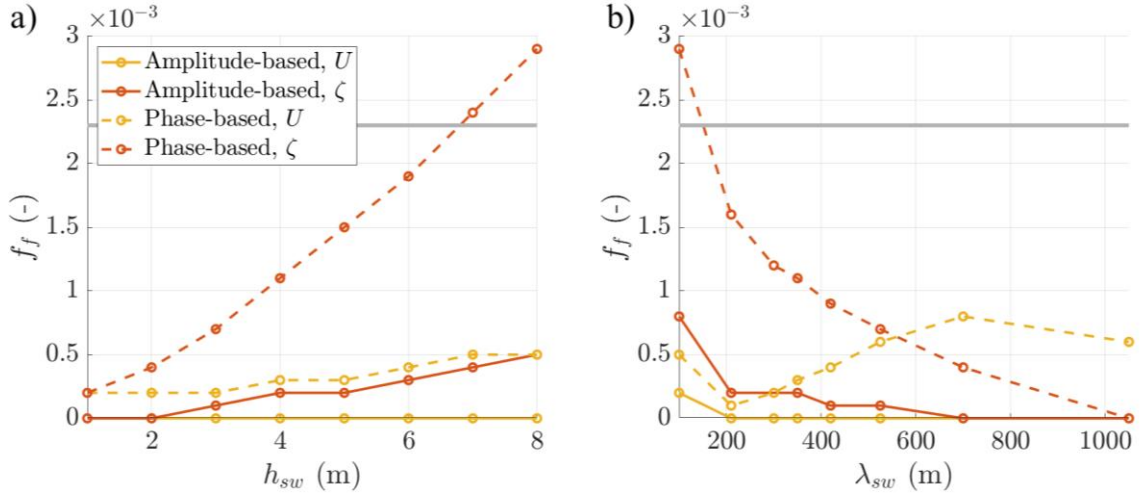 a)
×10⁻³
3
2.5
2
1.5
1
0.5
0
f_f (-)
Amplitude-based, U
Amplitude-based, ζ
Phase-based, U
Phase-based, ζ
2 4 6 8
h_sw (m)
b)
×10⁻³
3
2.5
2
1.5
1
0.5
0
f_f (-)
200 400 600 800 1000
λ_sw (m)